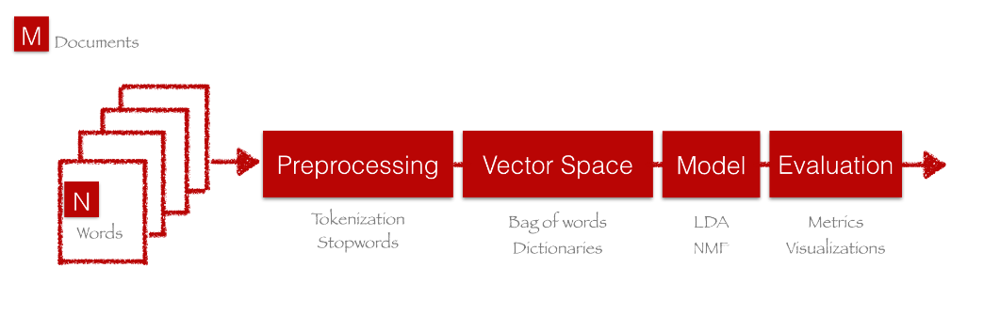 M Documents
N
Words
Preprocessing
Tokenization
Stopwords
Vector Space
Bag of words
Dictionaries
Model
LDA
NMF
Evaluation
Metrics
Visualizations